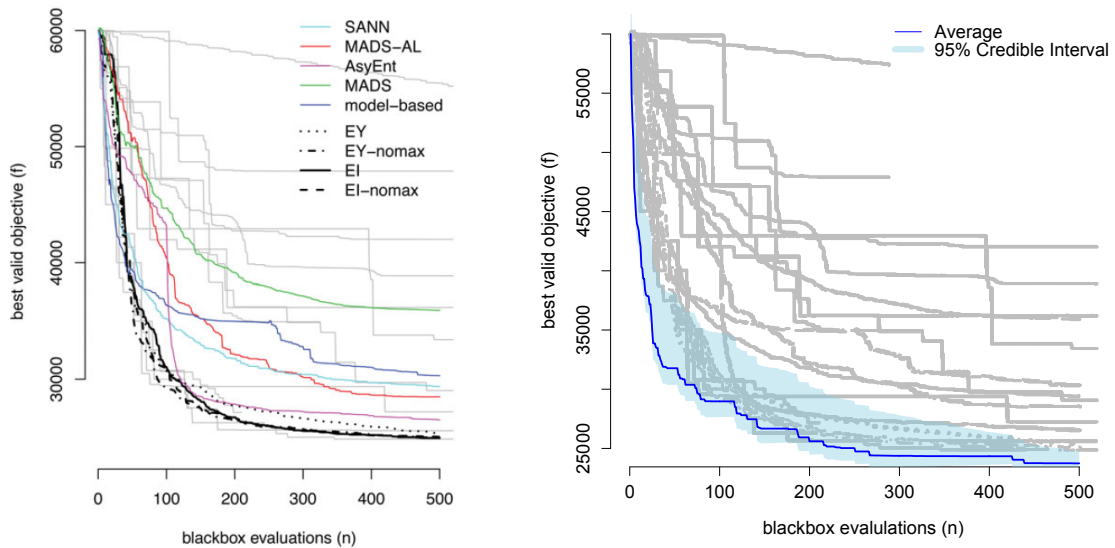 60000
50000
40000
30000
best valid objective (f)
SANN
MADS-AL
AsyEnt
MADS
model-based
EY
EY-nomax
EI
EI-nomax
0 100 200 300 400 500
blackbox evaluations (n)
55000
45000
35000
25000
best valid objective (f)
Average
95% Credible Interval
0 100 200 300 400 500
blackbox evalulations (n)